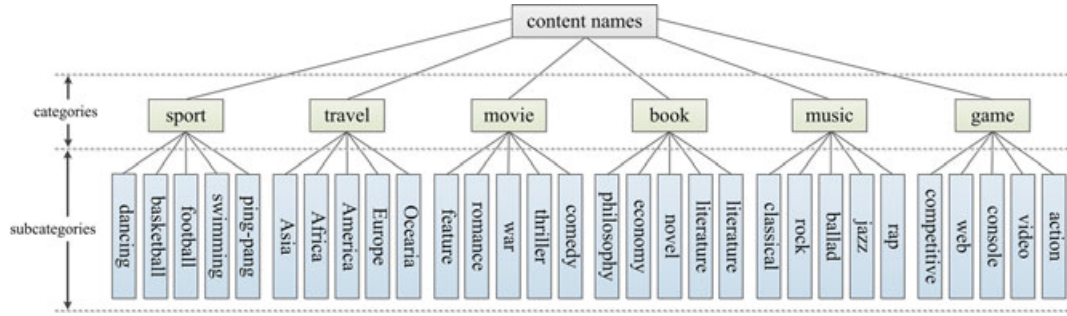 content names
categories
sport
travel
movie
book
music
game
subcategories
dancing
basketball
football
swimming
ping-pang
Asia
Africa
America
Europe
Ocearia
feature
romance
war
thriller
comedy
philosophy
economy
novel
literature
literature
classical
rock
ballad
jazz
rap
competitive
web
console
video
action